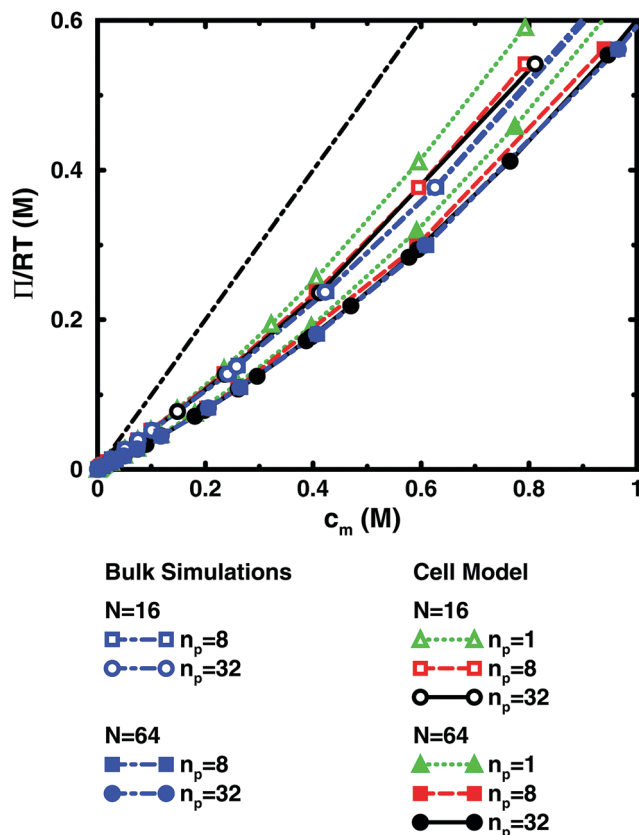 0.6
0.4
0.2
0
Π/RT (M)
0 0.2 0.4 0.6 0.8 1
c_m (M)
Bulk Simulations
N=16
n_p=8
n_p=32
N=64
n_p=8
n_p=32
Cell Model
N=16
n_p=1
n_p=8
n_p=32
N=64
n_p=1
n_p=8
n_p=32